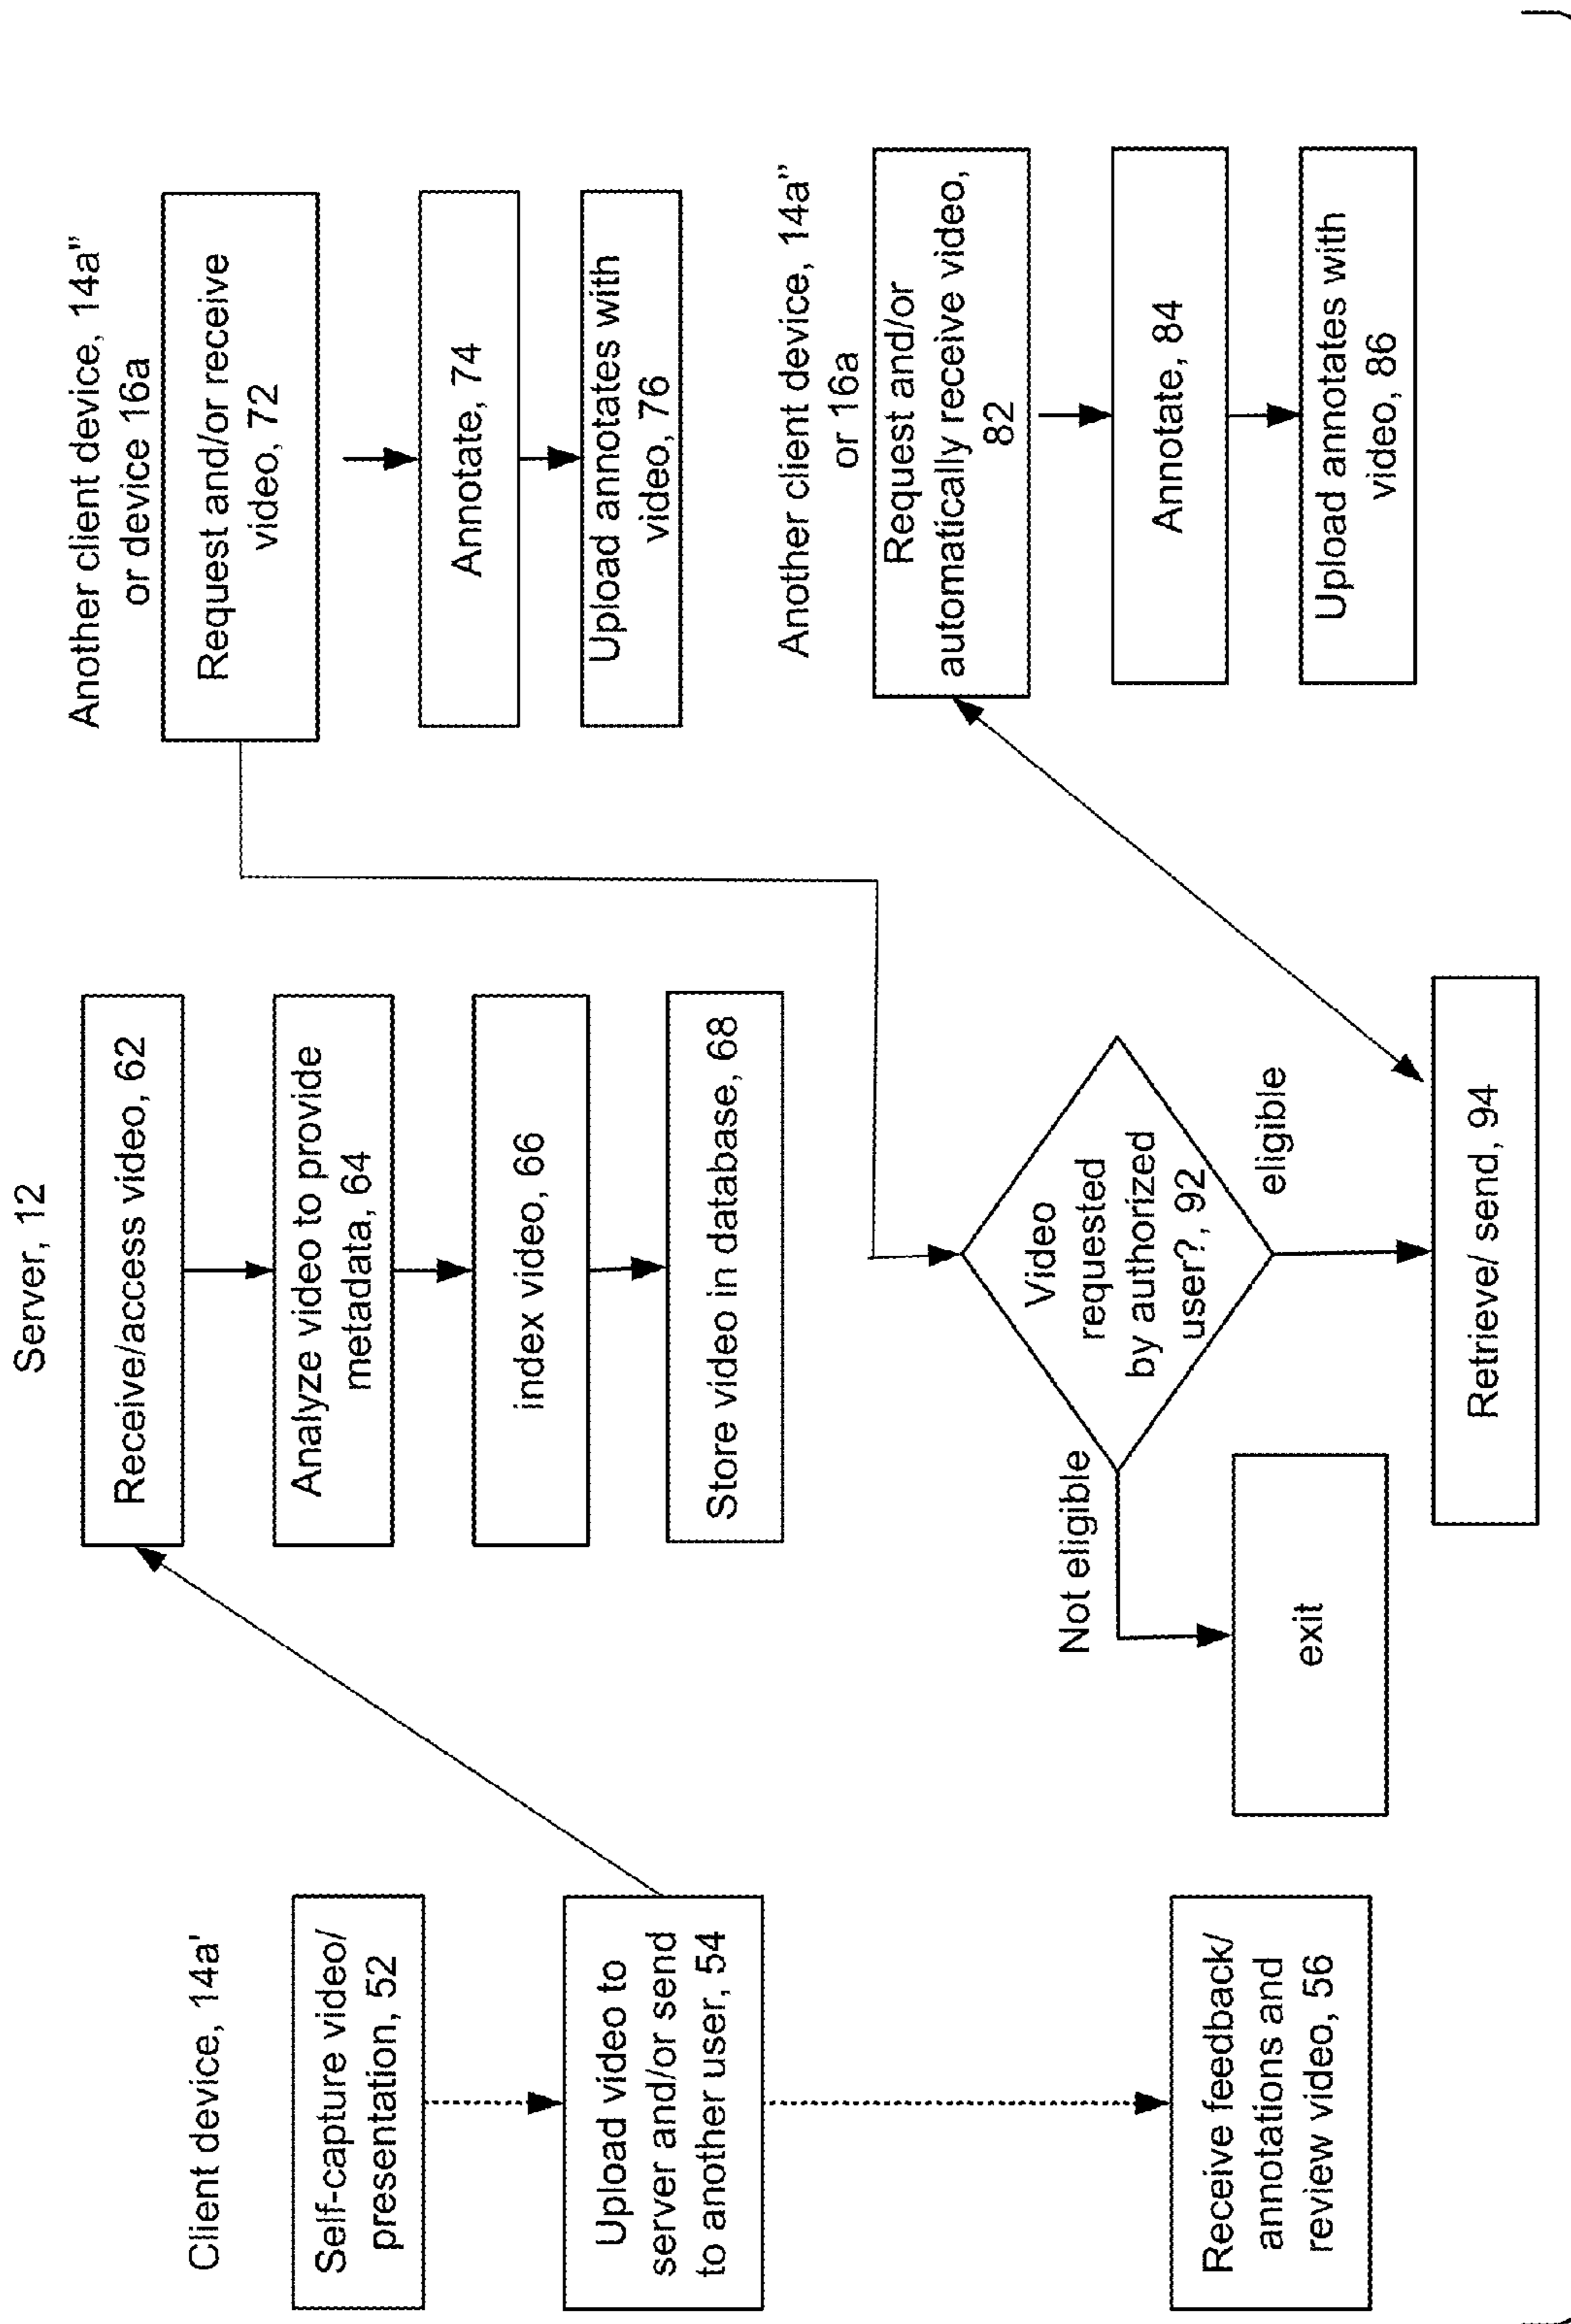 Client device, 14a'
Self-capture video/
presentation, 52
Upload video to
server and/or send
to another user, 54
Receive feedback/
annotations and
review video, 56
Server, 12
Receive/access video, 62
Analyze video to provide
metadata, 64
index video, 66
Store video in database, 68
Video
requested
by authorized
user?, 92
Not eligible
eligible
exit
Retrieve/ send, 94
Another client device, 14a"
or device 16a
Request and/or receive
video, 72
Annotate, 74
Upload annotates with
video, 76
Another client device, 14a"
or 16a
Request and/or
automatically receive video,
82
Annotate, 84
Upload annotates with
video, 86